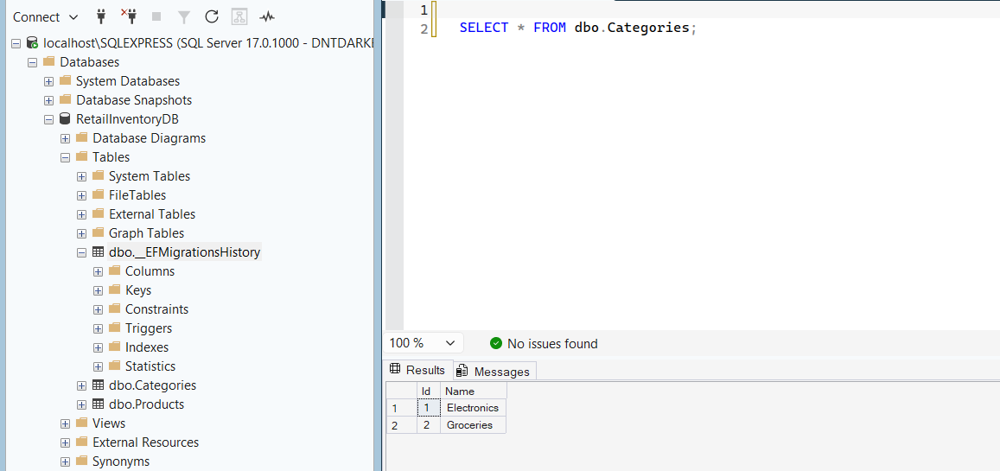 Connect
localhost\SQLEXPRESS (SQL Server 17.0.1000 - DNTDARK
Databases
System Databases
Database Snapshots
RetailInventoryDB
Database Diagrams
Tables
System Tables
FileTables
External Tables
Graph Tables
dbo.__EFMigrationsHistory
Columns
Keys
Constraints
Triggers
Indexes
Statistics
dbo.Categories
dbo.Products
Views
External Resources
Synonyms
1
2 SELECT * FROM dbo.Categories;
100 %
No issues found
Results Messages
Id Name
1 1 Electronics
2 2 Groceries